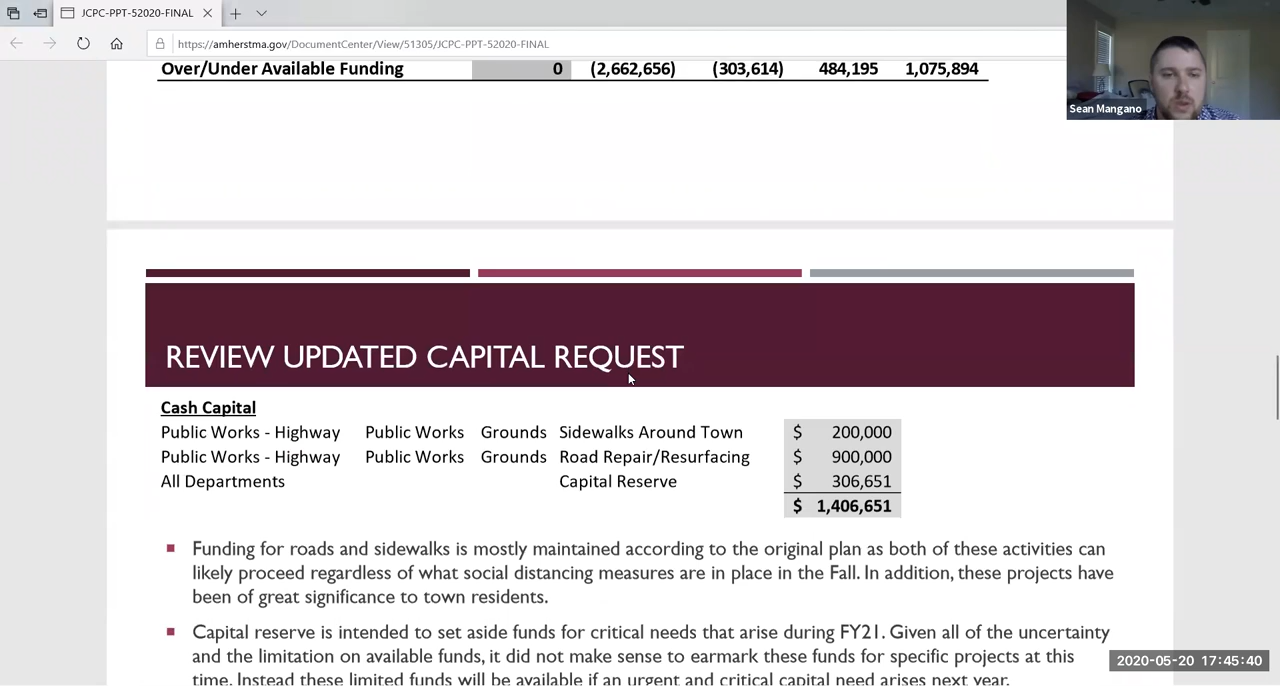 JCPC-PPT-52020-FINAL
https://amherstma.gov/DocumentCenter/View/51305/JCPC-PPT-52020-FINAL
Sean Mangano
Over/Under Available Funding 0 (2,662,656) (303,614) 484,195 1,075,894
REVIEW UPDATED CAPITAL REQUEST
Cash Capital
Public Works - Highway Public Works Grounds Sidewalks Around Town $ 200,000
Public Works - Highway Public Works Grounds Road Repair/Resurfacing $ 900,000
All Departments Capital Reserve $ 306,651
$ 1,406,651
Funding for roads and sidewalks is mostly maintained according to the original plan as both of these activities can
likely proceed regardless of what social distancing measures are in place in the Fall. In addition, these projects have
been of great significance to town residents.
Capital reserve is intended to set aside funds for critical needs that arise during FY21. Given all of the uncertainty
and the limitation on available funds, it did not make sense to earmark these funds for specific projects at this
time. Instead these limited funds will be available if an urgent and critical capital need arises next year.
2020-05-20 17:45:40